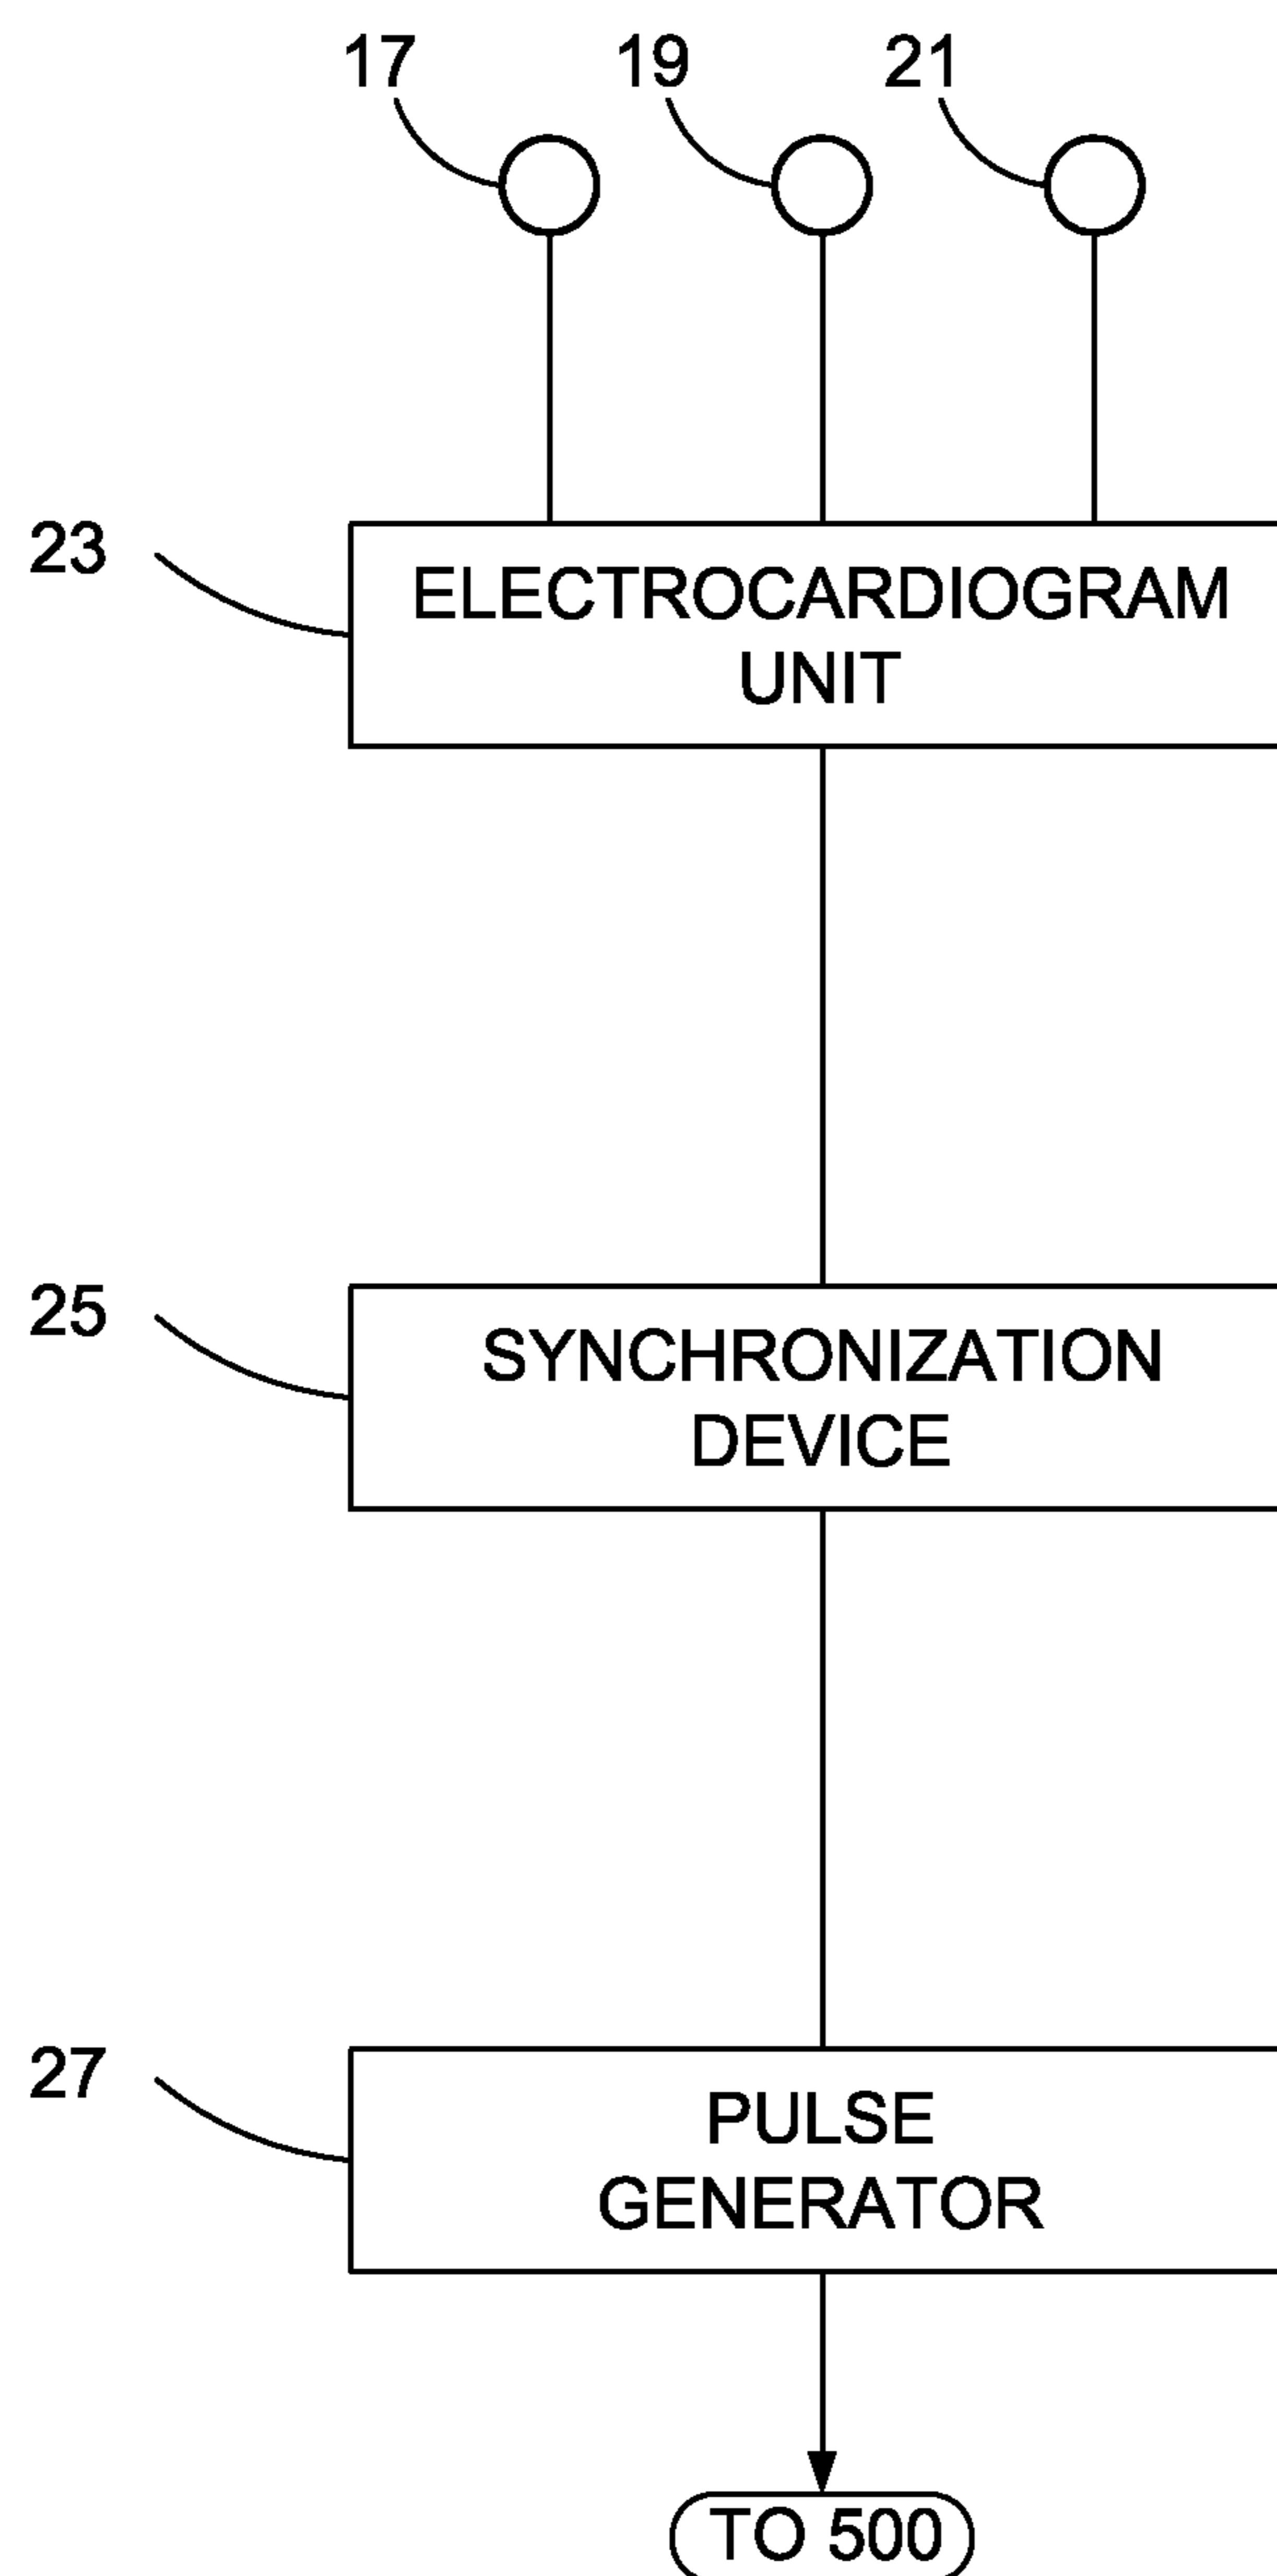 17 19 21
23
ELECTROCARDIOGRAM
UNIT
25
SYNCHRONIZATION
DEVICE
27
PULSE
GENERATOR
TO 500